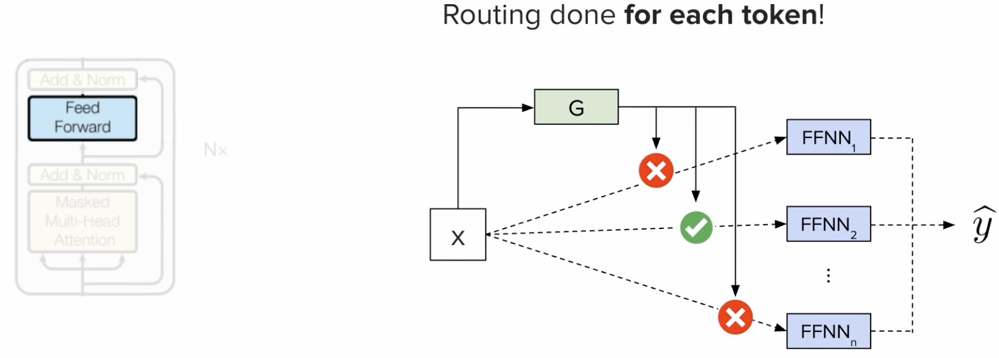 Routing done for each token!
Add & Norm
Feed
Forward
Nx
Add & Norm
Masked
Multi-Head
Attention
G
X
FFNN1
FFNN2
⋮
FFNNn
ŷ